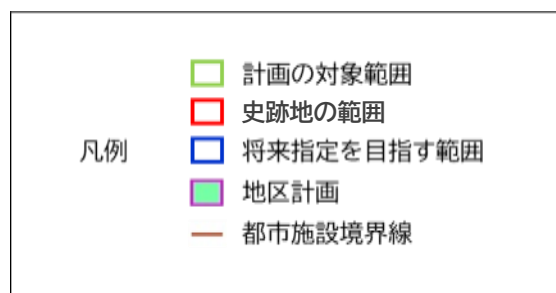 計画の対象範囲
史跡地の範囲
凡例
将来指定を目指す範囲
地区計画
都市施設境界線